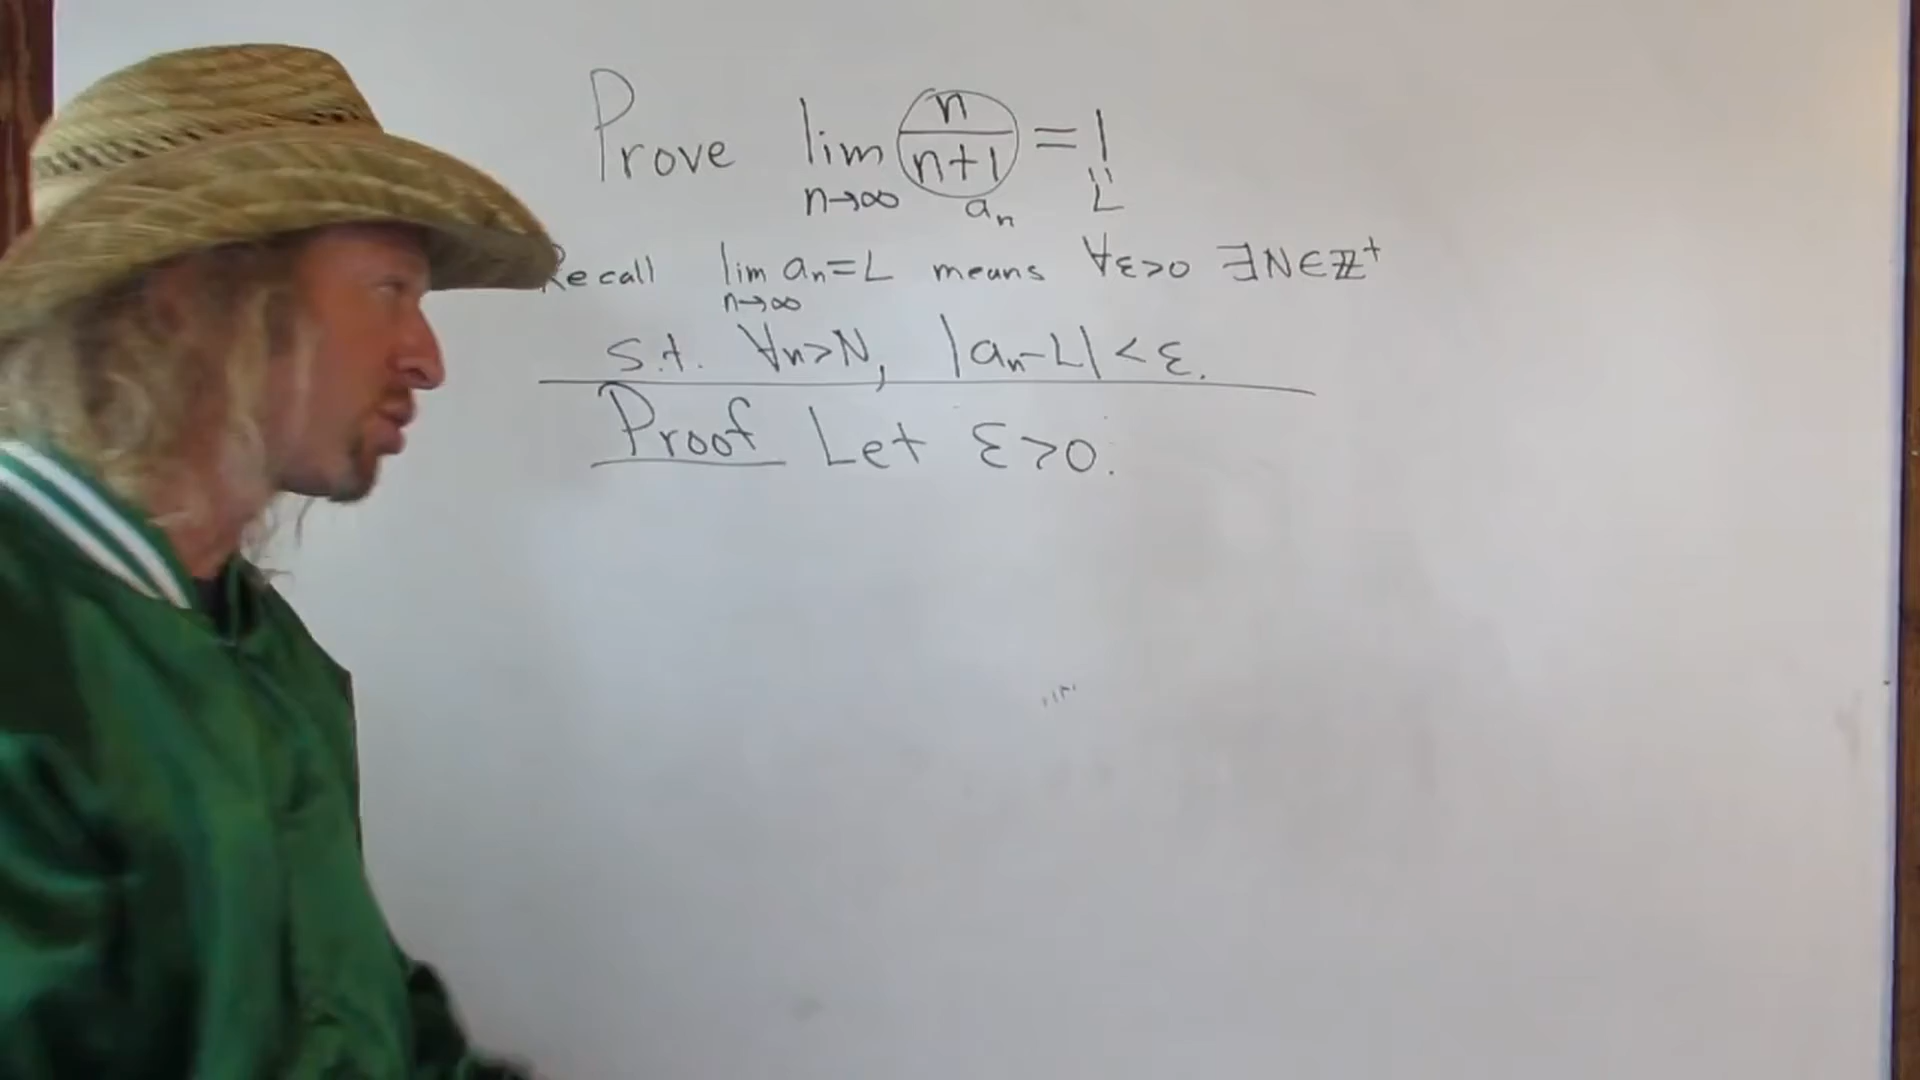 Prove lim n→∞ n/n+1 = 1
aₙ " L
Recall lim n→∞ aₙ=L means ∀ε>0 ∃N∈ℤ⁺
s.t. ∀n>N, |aₙ-L|<ε.
Proof Let ε>0.